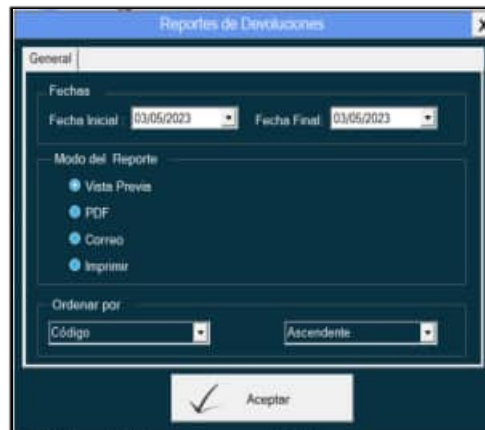 Reportes de Devoluciones X
General
Fechas
Fecha Inicial 03/05/2023 Fecha Final 03/05/2023
Modo del Reporte
Vista Previa
PDF
Correo
Imprimir
Ordenar por
Código Ascendente
Aceptar